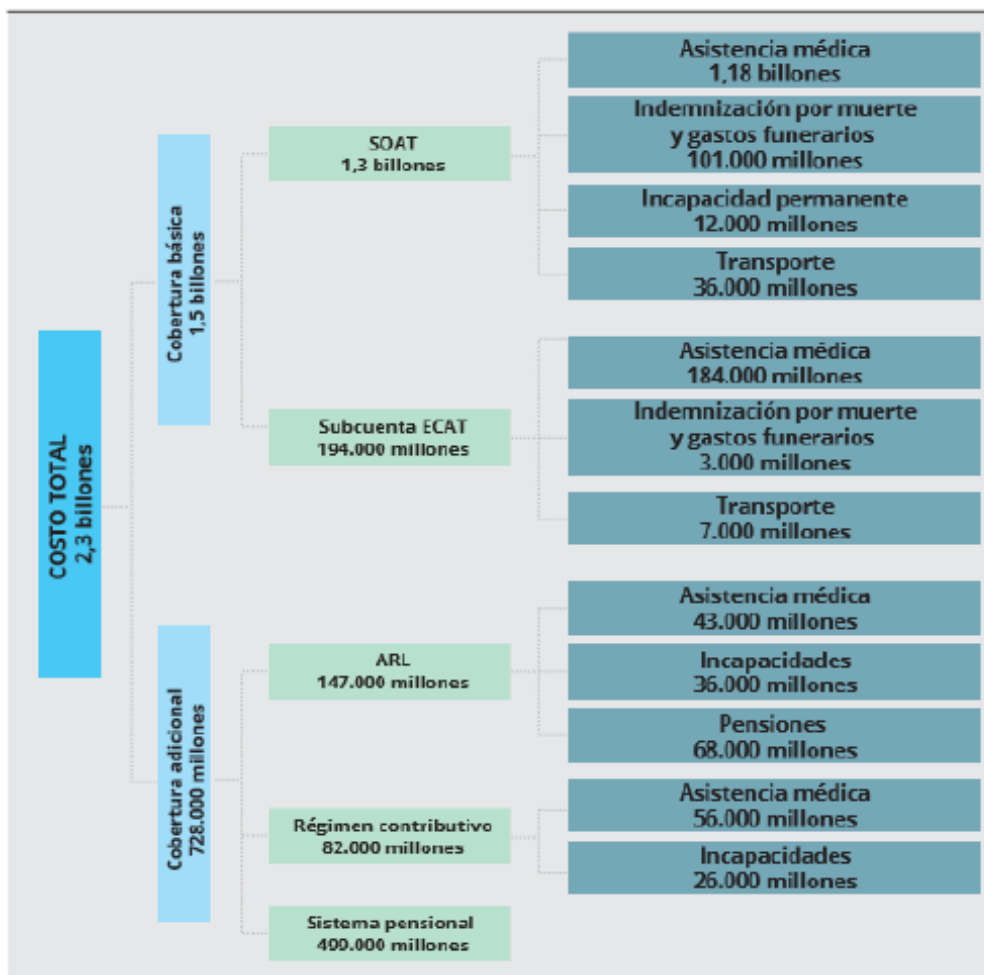 COSTO TOTAL
2,3 billones
Cobertura básica
1,5 billones
SOAT
1,3 billones
Asistencia médica
1,18 billones
Indemnización por muerte
y gastos funerarios
101.000 millones
Incapacidad permanente
12.000 millones
Transporte
36.000 millones
Subcuenta ECAT
194.000 millones
Asistencia médica
184.000 millones
Indemnización por muerte
y gastos funerarios
3.000 millones
Transporte
7.000 millones
Cobertura adicional
728.000 millones
ARL
147.000 millones
Asistencia médica
43.000 millones
Incapacidades
36.000 millones
Pensiones
68.000 millones
Régimen contributivo
82.000 millones
Asistencia médica
56.000 millones
Incapacidades
26.000 millones
Sistema pensional
499.000 millones